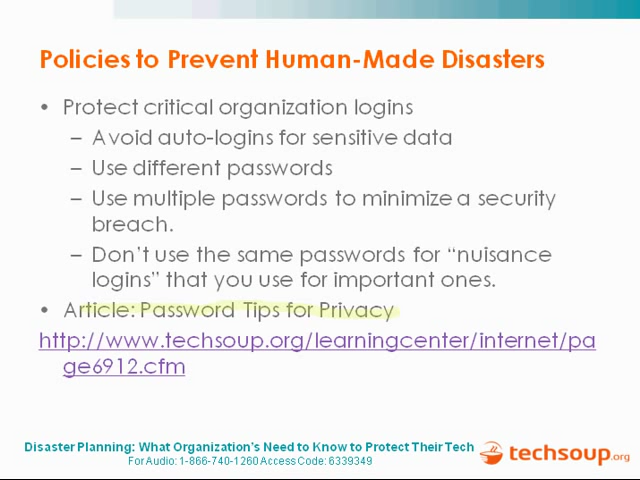 Policies to Prevent Human-Made Disasters
• Protect critical organization logins
– Avoid auto-logins for sensitive data
– Use different passwords
– Use multiple passwords to minimize a security
breach.
– Don’t use the same passwords for “nuisance
logins” that you use for important ones.
• Article: Password Tips for Privacy
http://www.techsoup.org/learningcenter/internet/pa
ge6912.cfm
Disaster Planning: What Organization’s Need to Know to Protect Their Tech
For Audio: 1-866-740-1260 Access Code: 6339349
techsoup.org